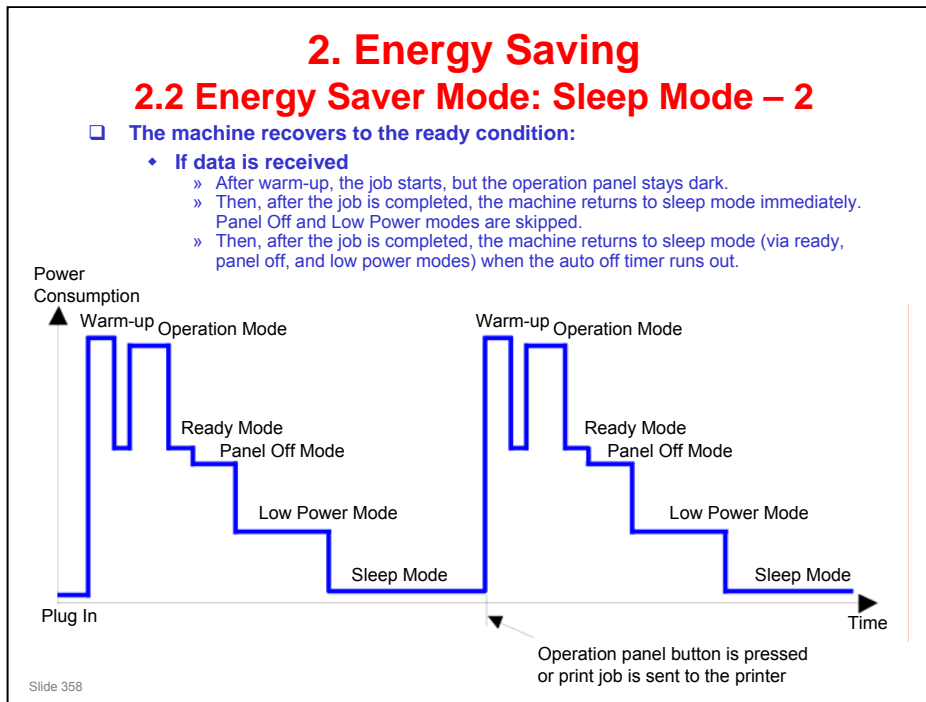 2. Energy Saving
2.2 Energy Saver Mode: Sleep Mode – 2
The machine recovers to the ready condition:
If data is received
» After warm-up, the job starts, but the operation panel stays dark.
» Then, after the job is completed, the machine returns to sleep mode immediately.
Panel Off and Low Power modes are skipped.
» Then, after the job is completed, the machine returns to sleep mode (via ready,
panel off, and low power modes) when the auto off timer runs out.
Power
Consumption
Warm-up
Operation Mode
Ready Mode
Panel Off Mode
Low Power Mode
Sleep Mode
Warm-up
Operation Mode
Ready Mode
Panel Off Mode
Low Power Mode
Sleep Mode
Plug In
Time
Operation panel button is pressed
or print job is sent to the printer
Slide 358